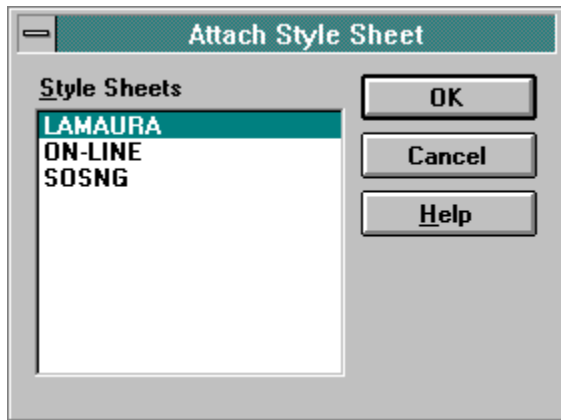 Attach Style Sheet
Style Sheets
LAMAURA
ON-LINE
SOSNG
OK
Cancel
Help